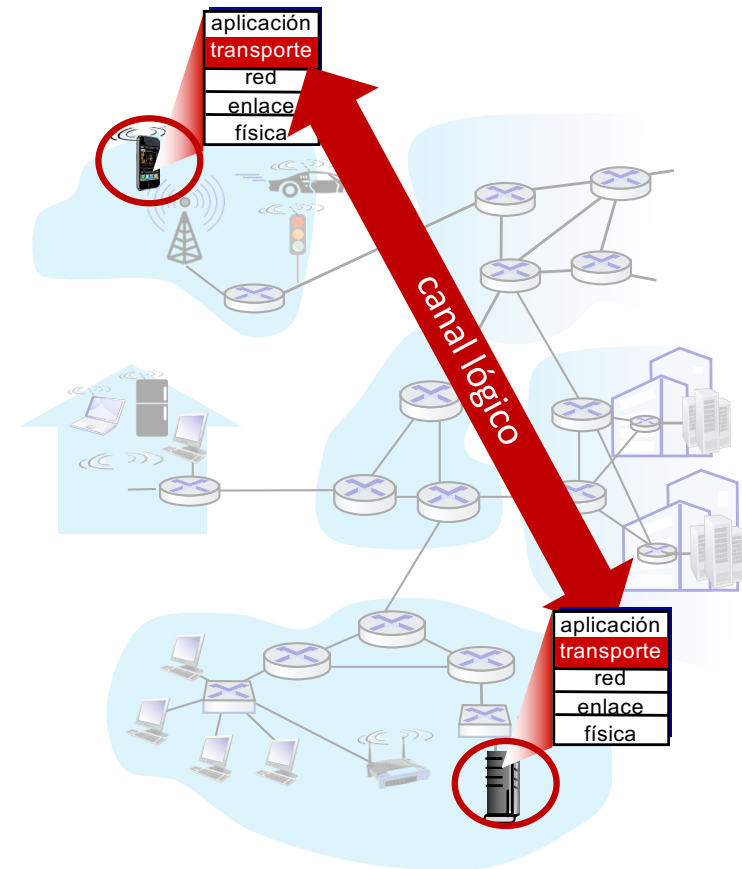 aplicación
transporte
red
enlace
física
canal lógico
aplicación
transporte
red
enlace
física